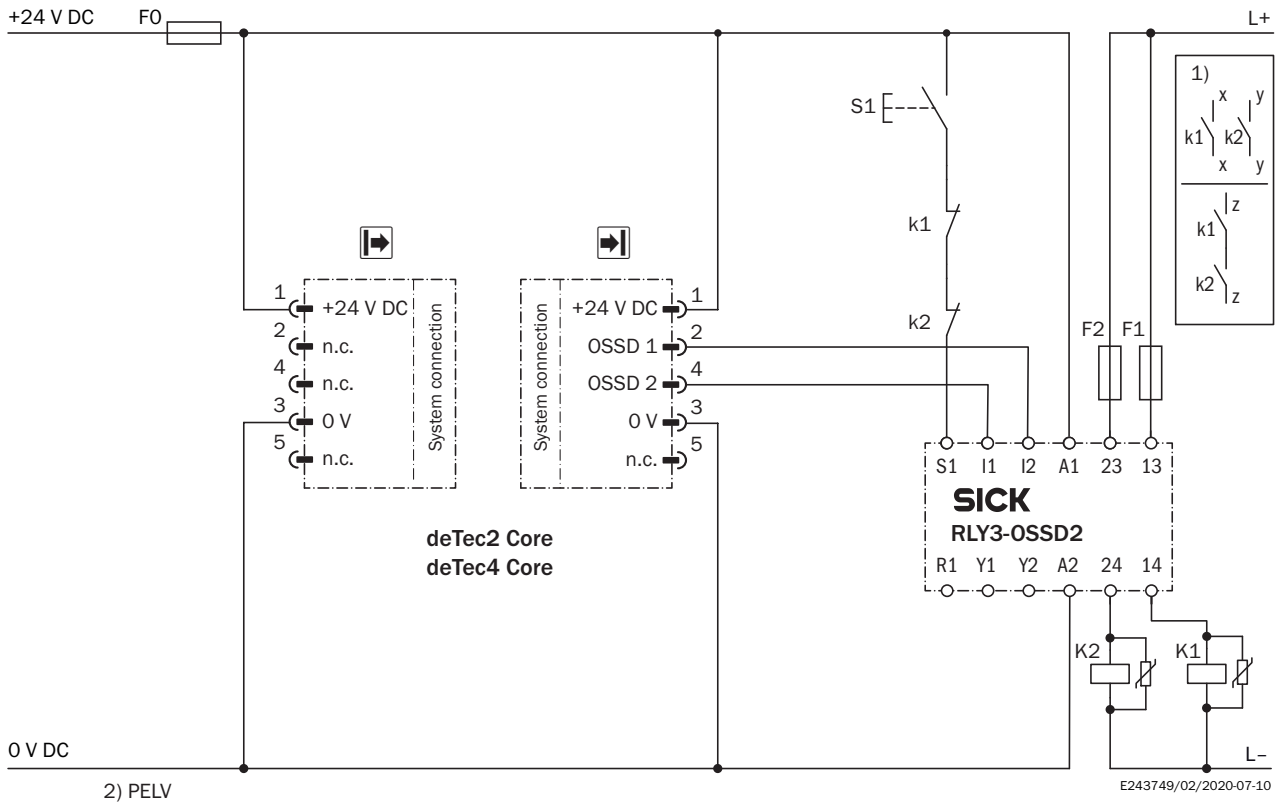 +24 V DC
F0
L+
1)
x
y
k1
k2
x
y
z
k1
k2
z
S1
k1
k2
F2
F1
1
+24 V DC
2
n.c.
4
n.c.
3
0 V
5
n.c.
System connection
System connection
+24 V DC
1
OSSD 1
2
OSSD 2
4
0 V
3
n.c.
5
deTec2 Core
deTec4 Core
S1 I1 I2 A1 23 13
SICK
RLY3-OSSD2
R1 Y1 Y2 A2 24 14
K2
K1
0 V DC
L–
2) PELV
E243749/02/2020-07-10